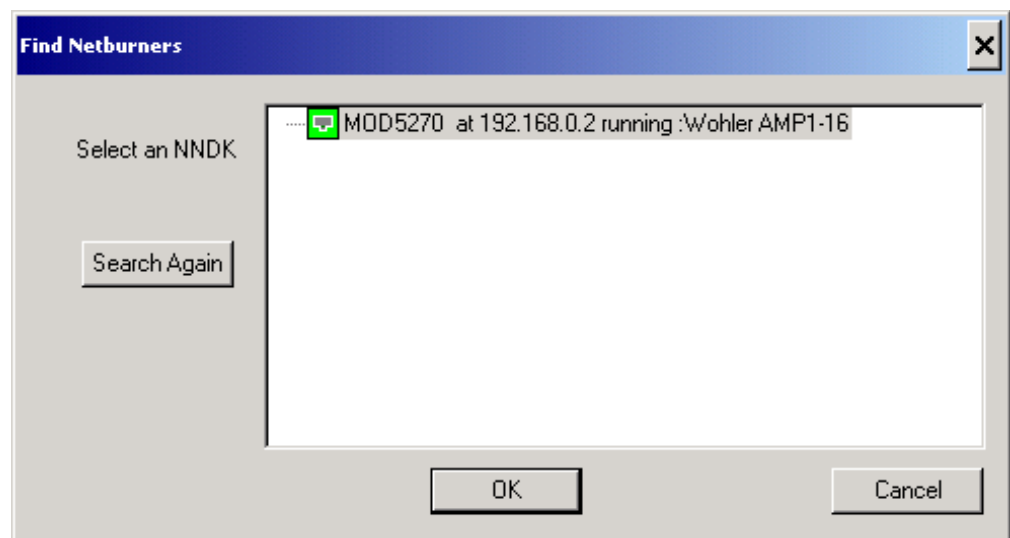 Find Netburners
Select an NNDK
MOD5270 at 192.168.0.2 running :Wohler AMP1-16
Search Again
OK
Cancel